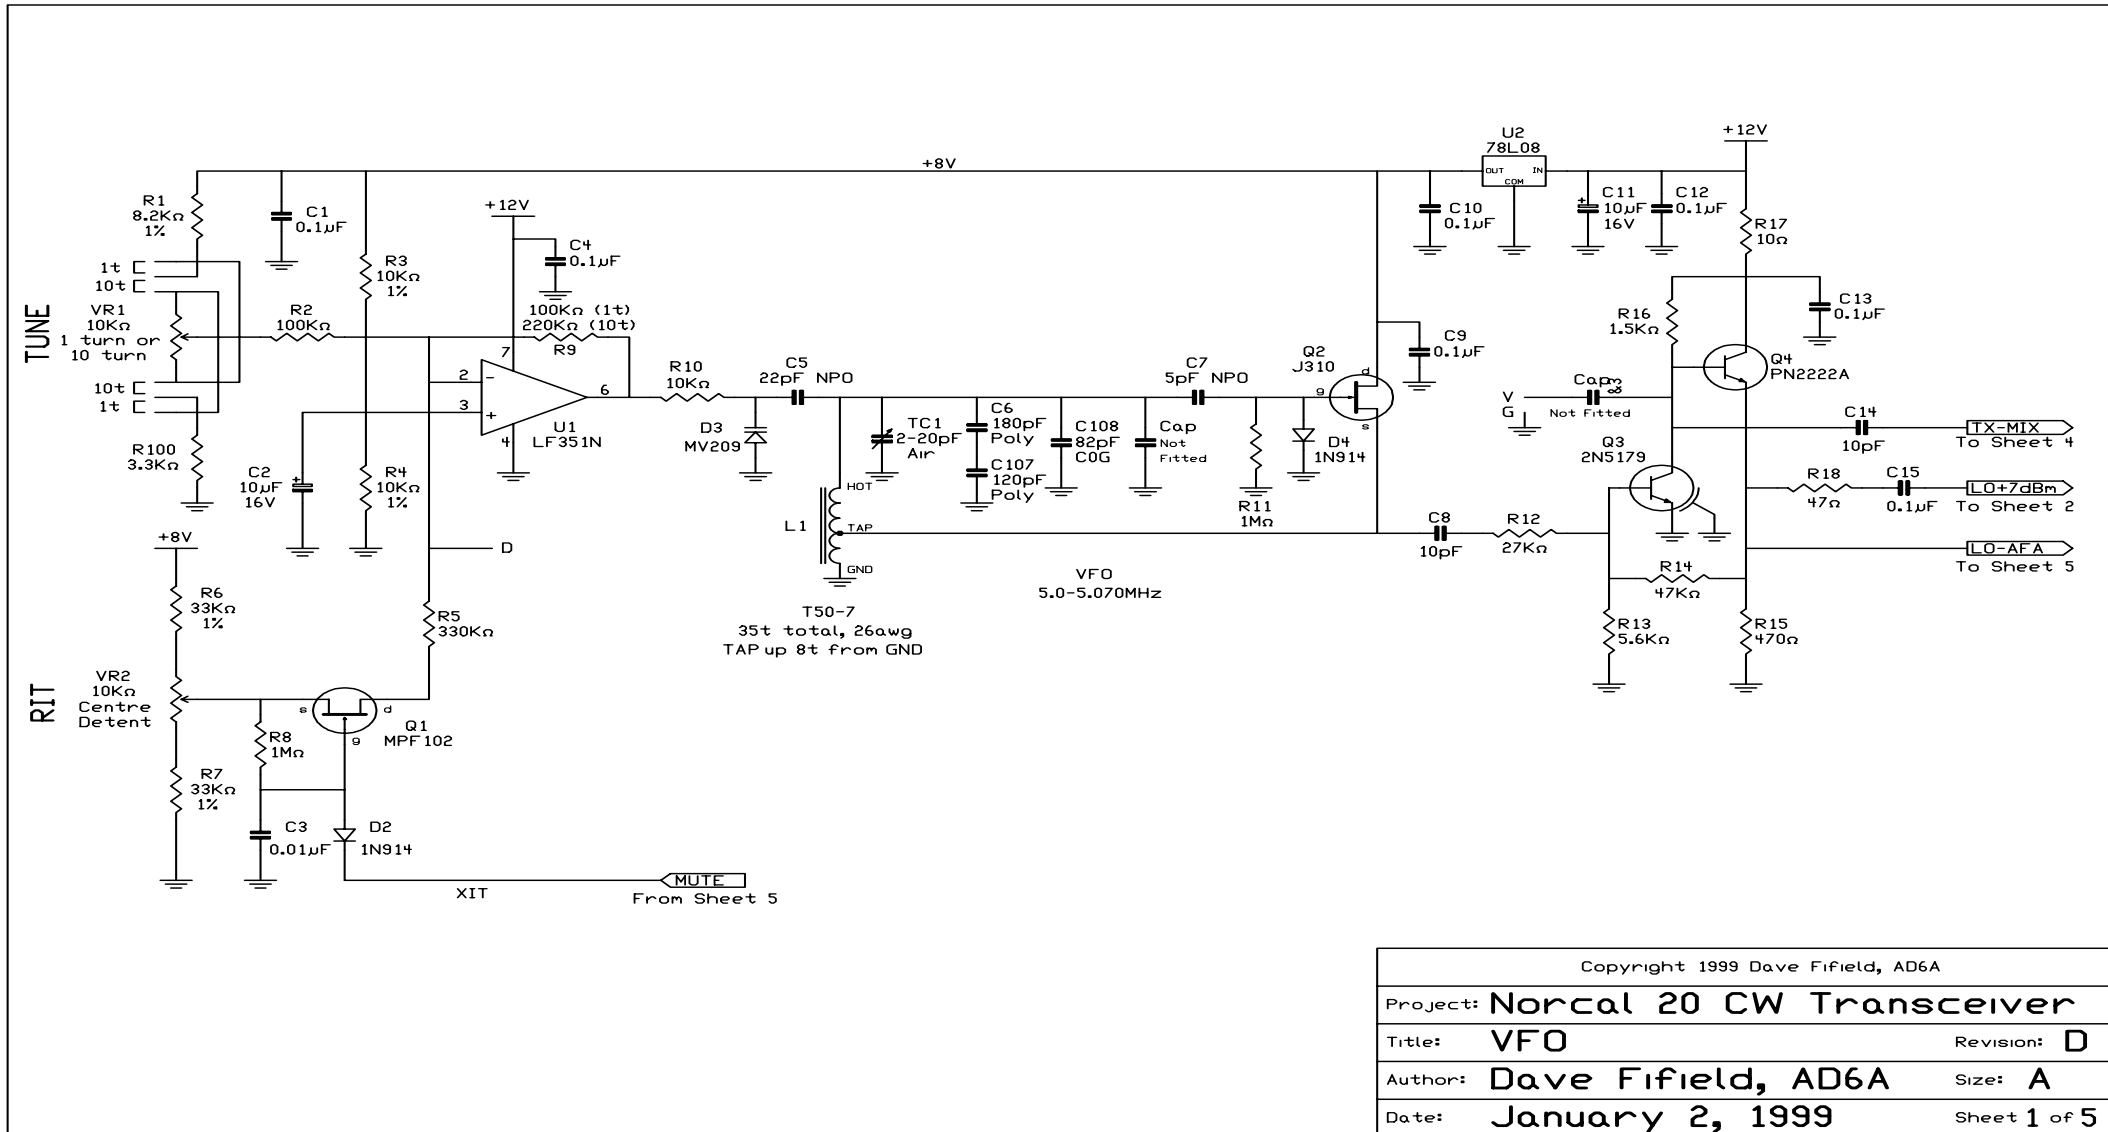 U2
78L08
OUT
IN
COM
+12V
+8V
R1
8.2KΩ
1%
C1
0.1µF
+12V
C4
0.1µF
R3
10KΩ
1%
C10
0.1µF
+
C11
10µF
16V
C12
0.1µF
R17
10Ω
1t
10t
TUNE
VR1
10KΩ
1 turn or
10 turn
10t
1t
R2
100KΩ
100KΩ (1t)
220KΩ (10t)
R9
7
2
-
3
+
6
4
U1
LF351N
R10
10KΩ
C5
22pF NPO
D3
MV209
TC1
2-20pF
Air
C6
180pF
Poly
C107
120pF
Poly
C108
82pF
C0G
Cap
Not
Fitted
C7
5pF NPO
Q2
J310
d
g
s
C9
0.1µF
D4
1N914
R11
1MΩ
R16
1.5KΩ
C13
0.1µF
Q4
PN2222A
V
G
Cap
Not Fitted
Q3
2N5179
C14
10pF
TX-MIX
To Sheet 4
R18
47Ω
C15
0.1µF
LO+7dBm
To Sheet 2
LO-AFA
To Sheet 5
R100
3.3KΩ
C2
10µF
16V
+
R4
10KΩ
1%
D
HOT
L1
TAP
GND
T50-7
35t total, 26awg
TAP up 8t from GND
VFO
5.0-5.070MHz
C8
10pF
R12
27KΩ
R14
47KΩ
R13
5.6KΩ
R15
470Ω
+8V
R6
33KΩ
1%
R5
330KΩ
RIT
VR2
10KΩ
Centre
Detent
s
d
g
Q1
MPF102
R8
1MΩ
R7
33KΩ
1%
C3
0.01µF
D2
1N914
XIT
MUTE
From Sheet 5
Copyright 1999 Dave Fifield, AD6A
Project: Norcal 20 CW Transceiver
Title: VFO Revision: D
Author: Dave Fifield, AD6A Size: A
Date: January 2, 1999 Sheet 1 of 5